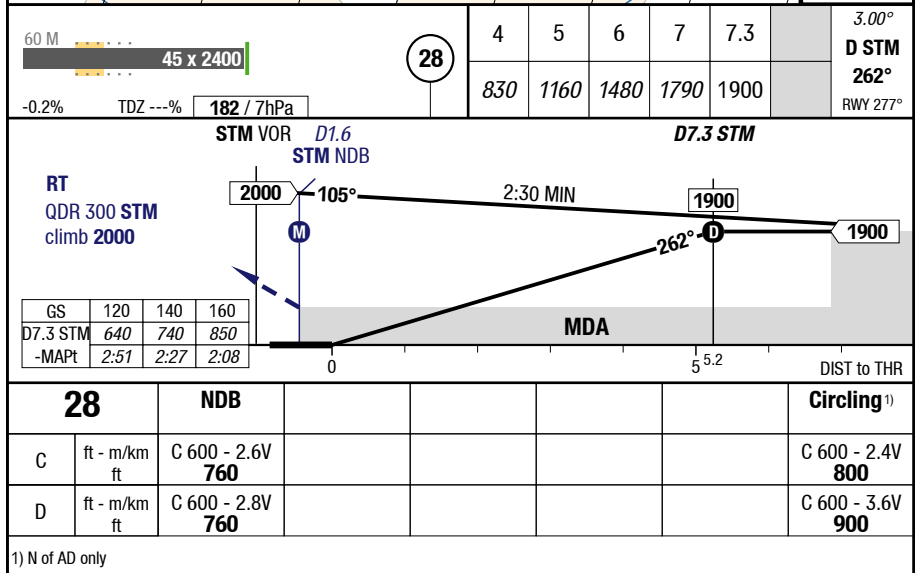 60 M
45 x 2400
-0.2% TDZ ---% 182 / 7hPa
28
4 5 6 7 7.3
830 1160 1480 1790 1900
3.00°
D STM
262°
RWY 277°
STM VOR D1.6
STM NDB
D7.3 STM
RT
QDR 300 STM
climb 2000
2000
105°
2:30 MIN
1900
M
262°
D
1900
MDA
GS 120 140 160
D7.3 STM 640 740 850
-MAPt 2:51 2:27 2:08
0 5 5.2 DIST to THR
28 NDB Circling 1)
C ft - m/km ft C 600 - 2.6V 760 C 600 - 2.4V 800
D ft - m/km ft C 600 - 2.8V 760 C 600 - 3.6V 900
1) N of AD only